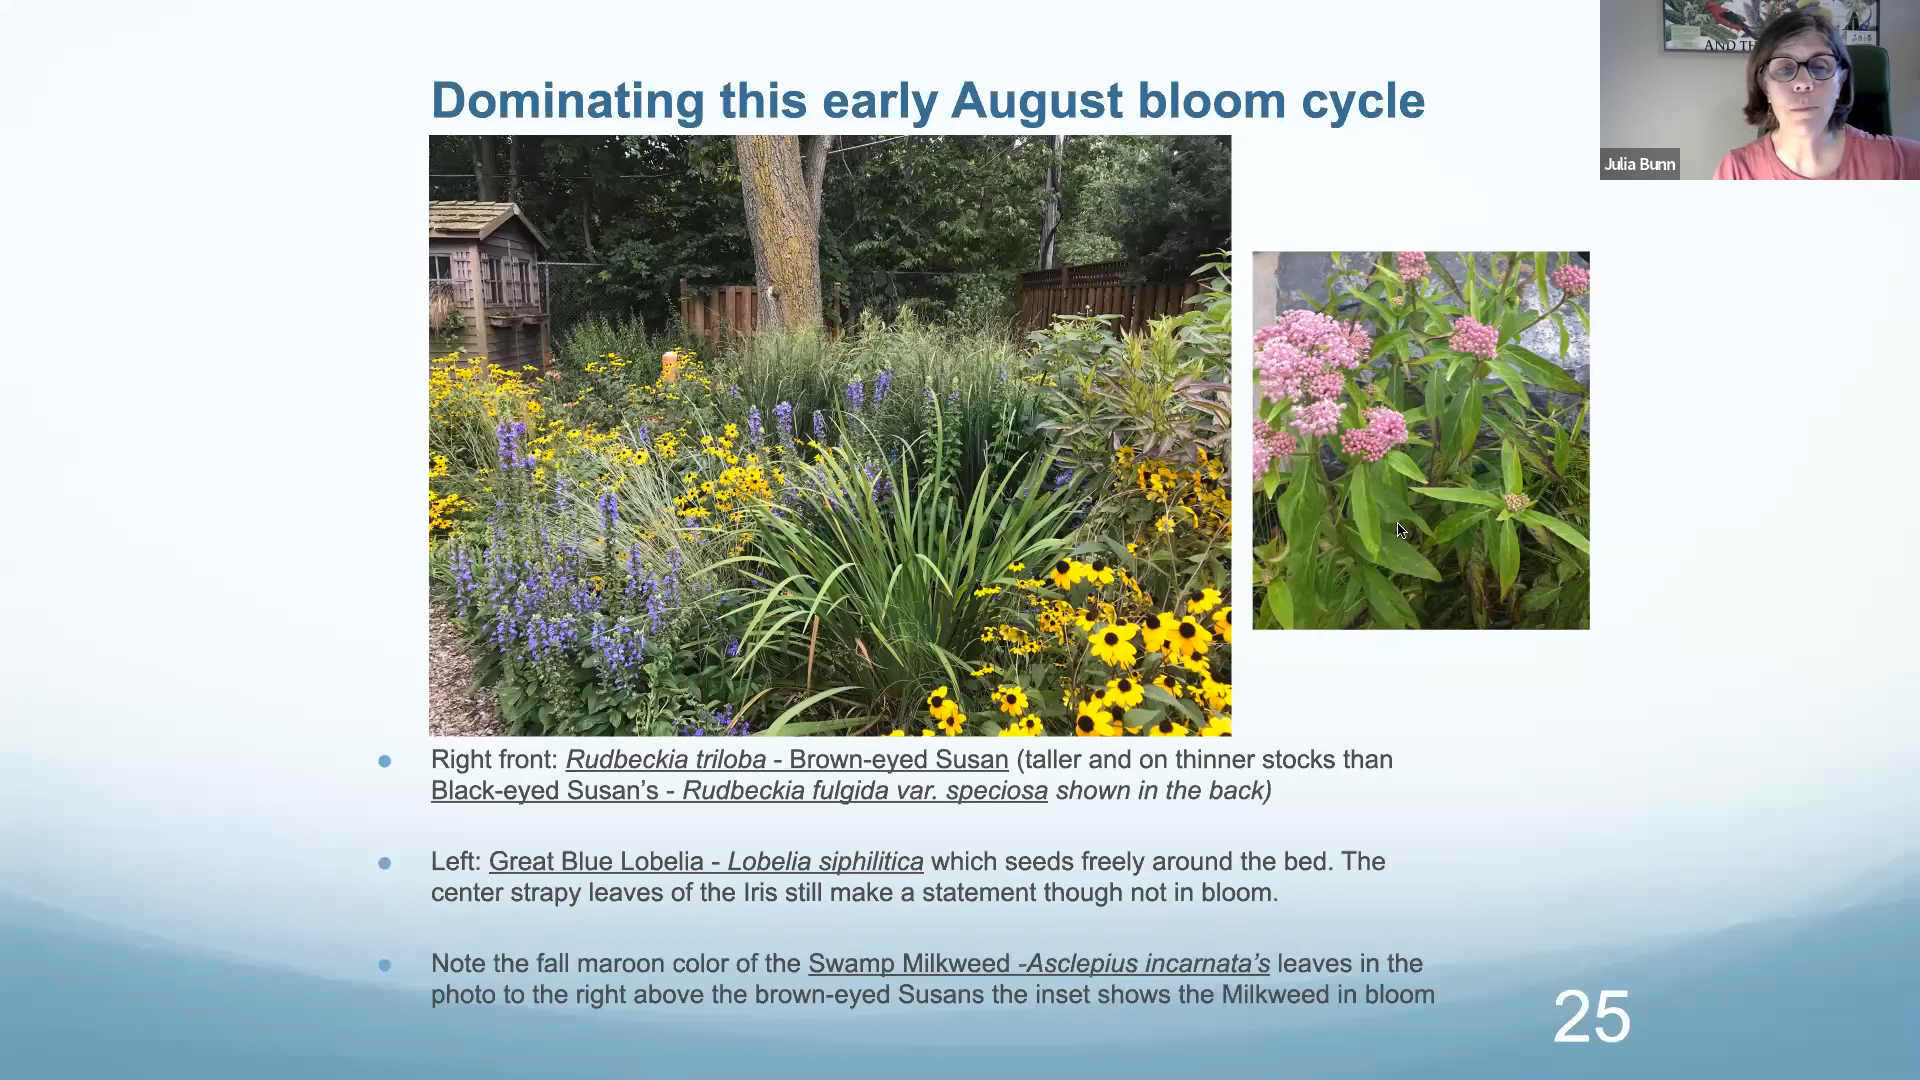 AND TH
2018
Julia Bunn
Dominating this early August bloom cycle
Right front: Rudbeckia triloba - Brown-eyed Susan (taller and on thinner stocks than
Black-eyed Susan’s - Rudbeckia fulgida var. speciosa shown in the back)
Left: Great Blue Lobelia - Lobelia siphilitica which seeds freely around the bed. The
center strapy leaves of the Iris still make a statement though not in bloom.
Note the fall maroon color of the Swamp Milkweed -Asclepius incarnata’s leaves in the
photo to the right above the brown-eyed Susans the inset shows the Milkweed in bloom
25